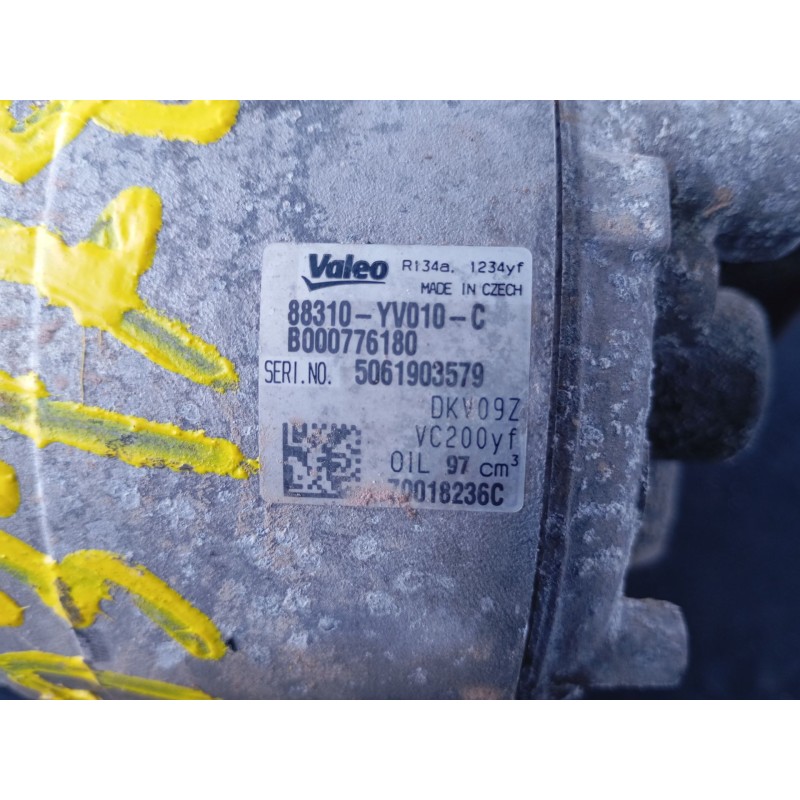 Valeo R134a. 1234yf
MADE IN CZECH
88310-YV010-C
B000776180
SERI.NO. 5061903579
DKV09Z
VC200yf
OIL 97 cm³
Z0018236C